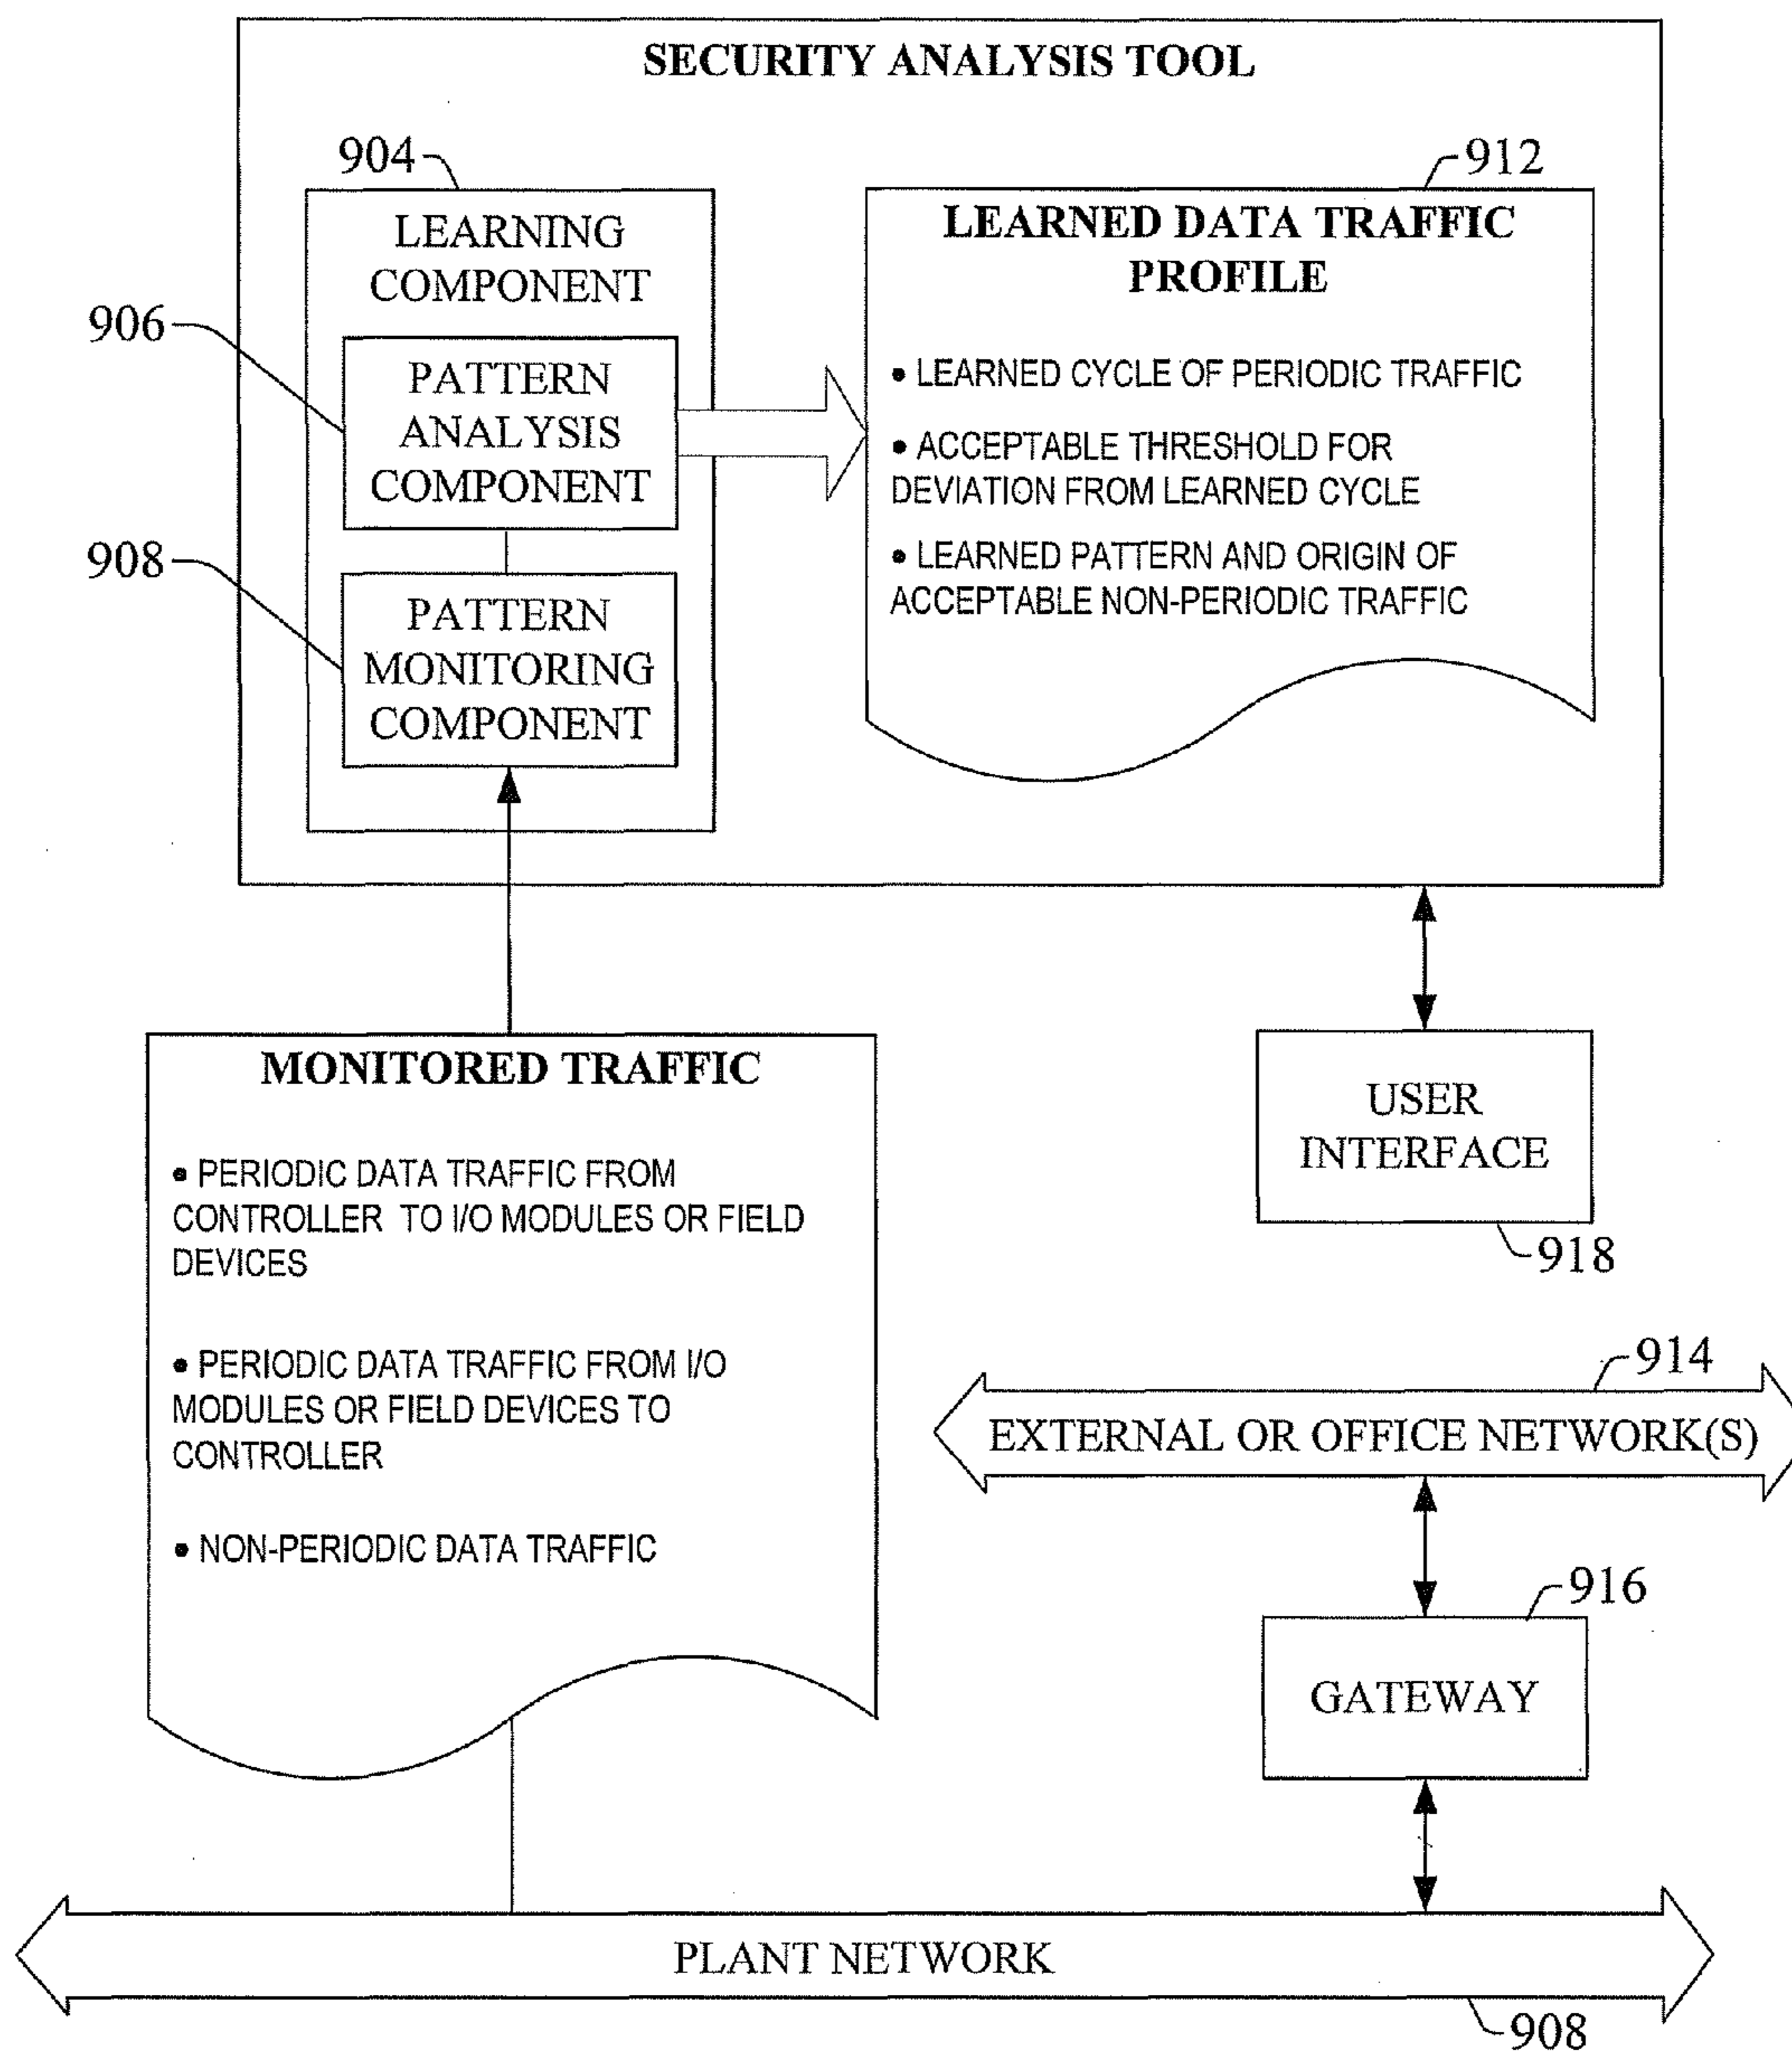 SECURITY ANALYSIS TOOL
904
LEARNING
COMPONENT
906
PATTERN
ANALYSIS
COMPONENT
908
PATTERN
MONITORING
COMPONENT
912
LEARNED DATA TRAFFIC
PROFILE
• LEARNED CYCLE OF PERIODIC TRAFFIC
• ACCEPTABLE THRESHOLD FOR
DEVIATION FROM LEARNED CYCLE
• LEARNED PATTERN AND ORIGIN OF
ACCEPTABLE NON-PERIODIC TRAFFIC
MONITORED TRAFFIC
• PERIODIC DATA TRAFFIC FROM
CONTROLLER TO I/O MODULES OR FIELD
DEVICES
• PERIODIC DATA TRAFFIC FROM I/O
MODULES OR FIELD DEVICES TO
CONTROLLER
• NON-PERIODIC DATA TRAFFIC
USER
INTERFACE
918
914
EXTERNAL OR OFFICE NETWORK(S)
916
GATEWAY
PLANT NETWORK
908